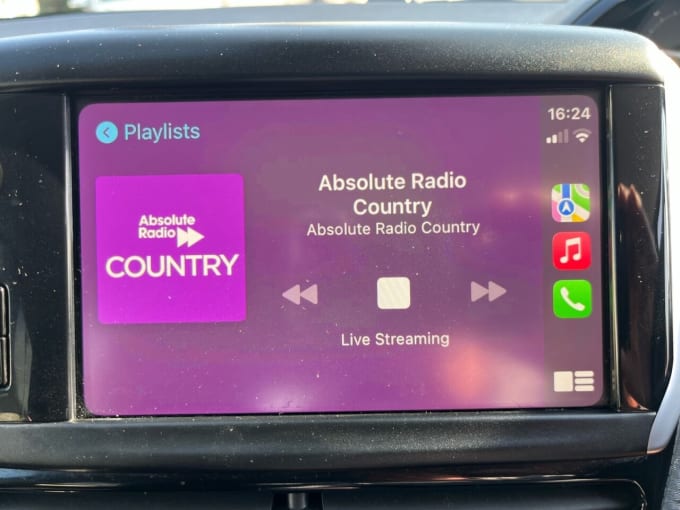 Playlists
16:24
Absolute
Radio
COUNTRY
Absolute Radio
Country
Absolute Radio Country
Live Streaming